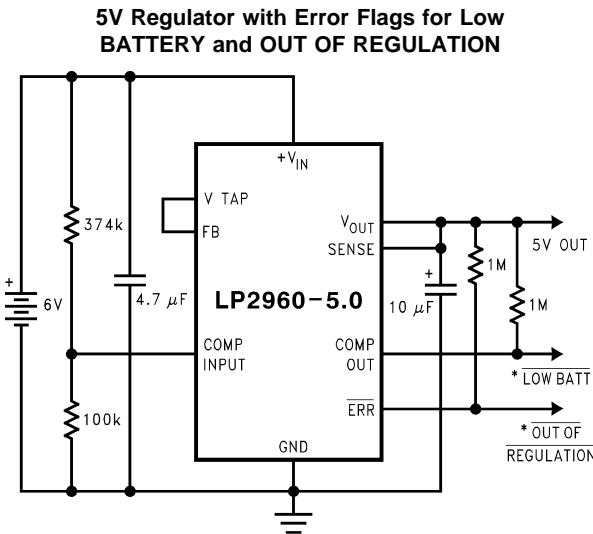 5V Regulator with Error Flags for Low
BATTERY and OUT OF REGULATION
+VIN
V TAP
FB
374k
VOUT
SENSE
5V OUT
1M
+
6V
4.7 μF
LP2960-5.0
+
10 μF
1M
COMP
INPUT
COMP
OUT
* LOW BATT
100k
ERR
* OUT OF
REGULATION
GND